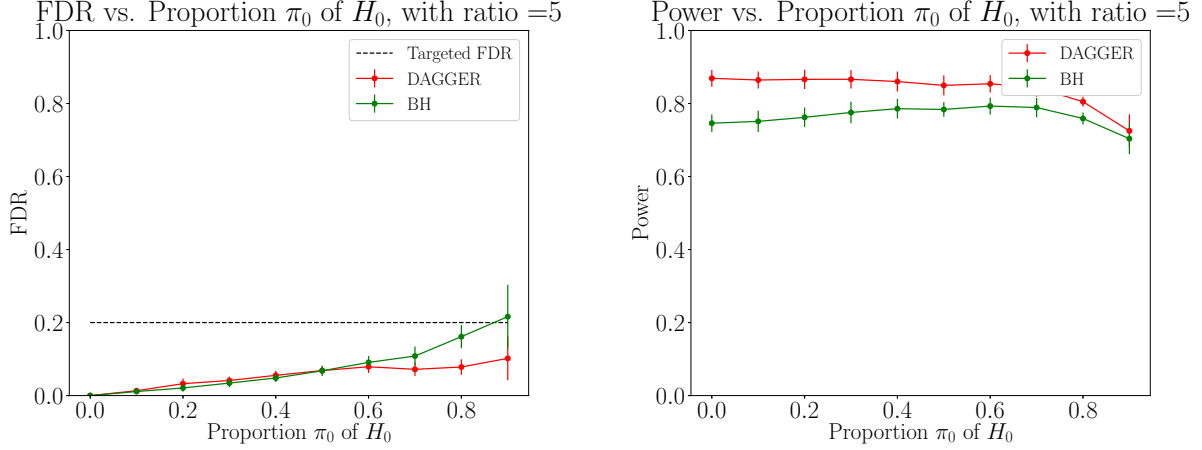 FDR vs. Proportion π₀ of H₀, with ratio =5
1.0
0.8
0.6
0.4
0.2
0.0
FDR
Targeted FDR
DAGGER
BH
0.0 0.2 0.4 0.6 0.8
Proportion π₀ of H₀
Power vs. Proportion π₀ of H₀, with ratio =5
1.0
0.8
0.6
0.4
0.2
0.0
Power
DAGGER
BH
0.0 0.2 0.4 0.6 0.8
Proportion π₀ of H₀